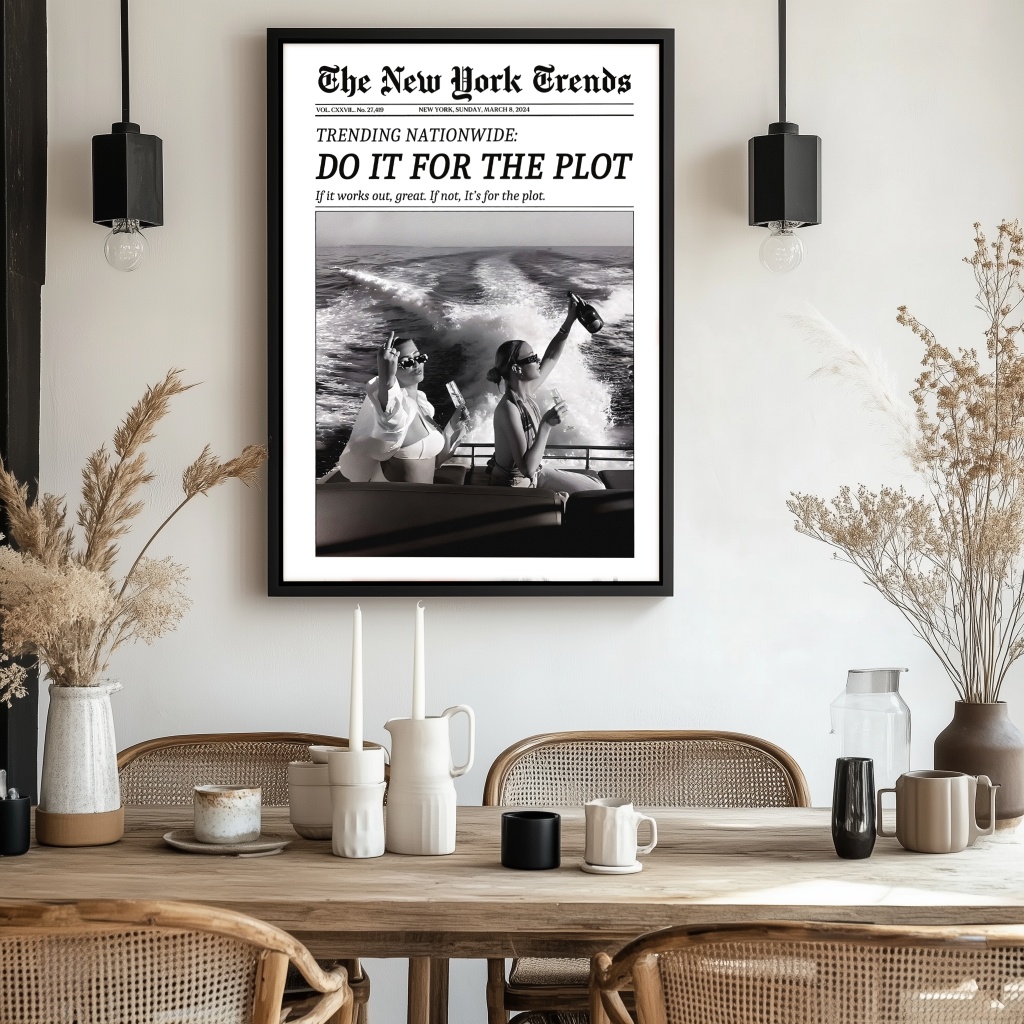 The New York Trends
VOL. CXXVII... No. 27,419 NEW YORK, SUNDAY, MARCH 8, 2024
TRENDING NATIONWIDE:
DO IT FOR THE PLOT
If it works out, great. If not, It's for the plot.